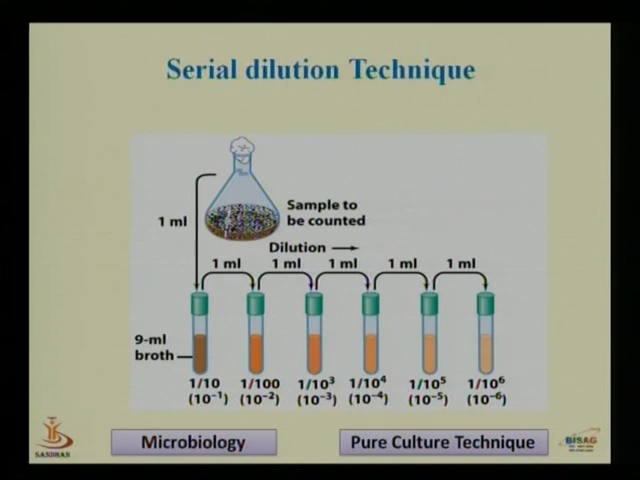 Serial dilution Technique
1 ml
Sample to
be counted
Dilution
1 ml 1 ml 1 ml 1 ml 1 ml
9-ml
broth
1/10 1/100 1/10³ 1/10⁴ 1/10⁵ 1/10⁶
(10⁻¹) (10⁻²) (10⁻³) (10⁻⁴) (10⁻⁵) (10⁻⁶)
SANDHAN
Microbiology
Pure Culture Technique
BISAG